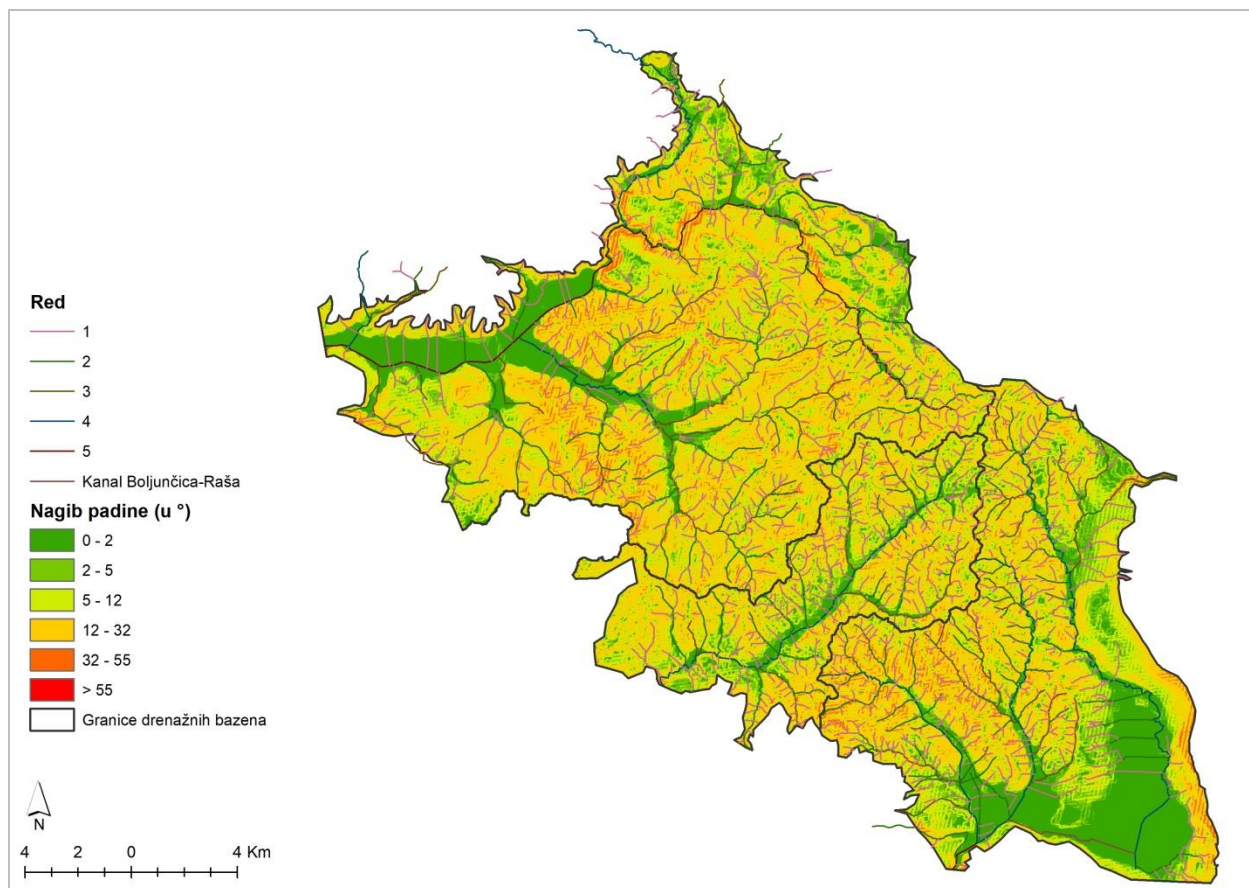 Red
1
2
3
4
5
Kanal Boljunčica-Raša
Nagib padine (u °)
0 - 2
2 - 5
5 - 12
12 - 32
32 - 55
> 55
Granice drenažnih bazena
N
4 2 0 4 Km